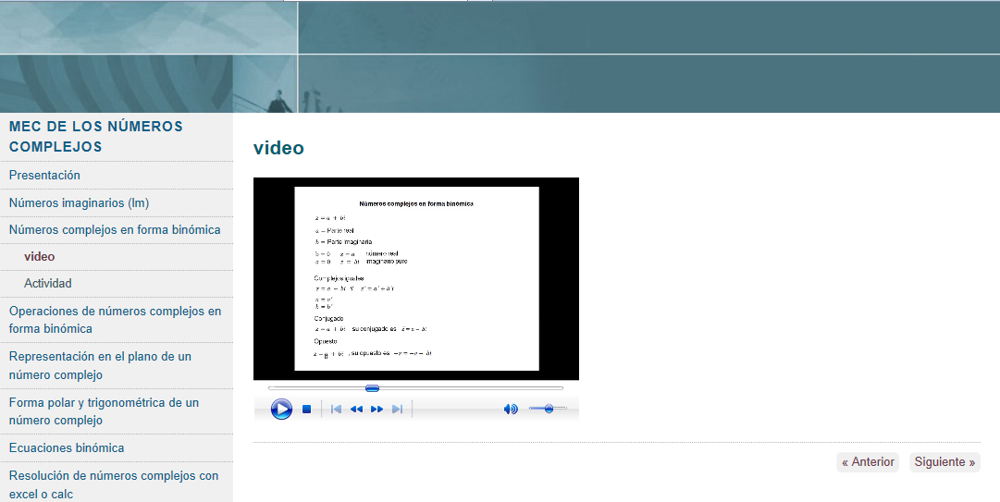 MEC DE LOS NÚMEROS
COMPLEJOS
Presentación
Números imaginarios (Im)
Números complejos en forma binómica
video
Actividad
Operaciones de números complejos en
forma binómica
Representación en el plano de un
número complejo
Forma polar y trigonométrica de un
número complejo
Ecuaciones binómica
Resolución de números complejos con
excel o calc
video
Números complejos en forma binómica
z = a + bi
a = Parte real
b = Parte imaginaria
b = 0 z = a número real
a = 0 z = bi imaginario puro
Complejos iguales
z = a + bi Y z' = a' + b'i
a = a'
b = b'
Conjugado
z = a + bi su conjugado es z̄ = a − bi
Opuesto
z = a + bi , su opuesto es −z = −a − bi
« Anterior
Siguiente »